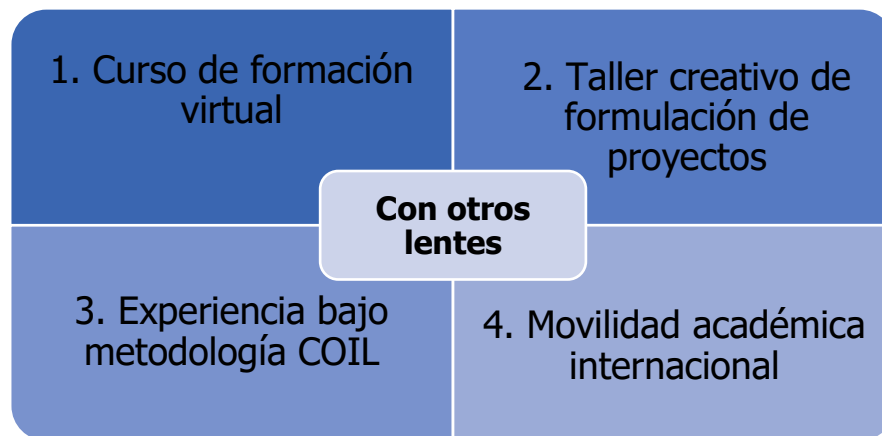 1. Curso de formación
virtual
2. Taller creativo de
formulación de
proyectos
Con otros
lentes
3. Experiencia bajo
metodología COIL
4. Movilidad académica
internacional